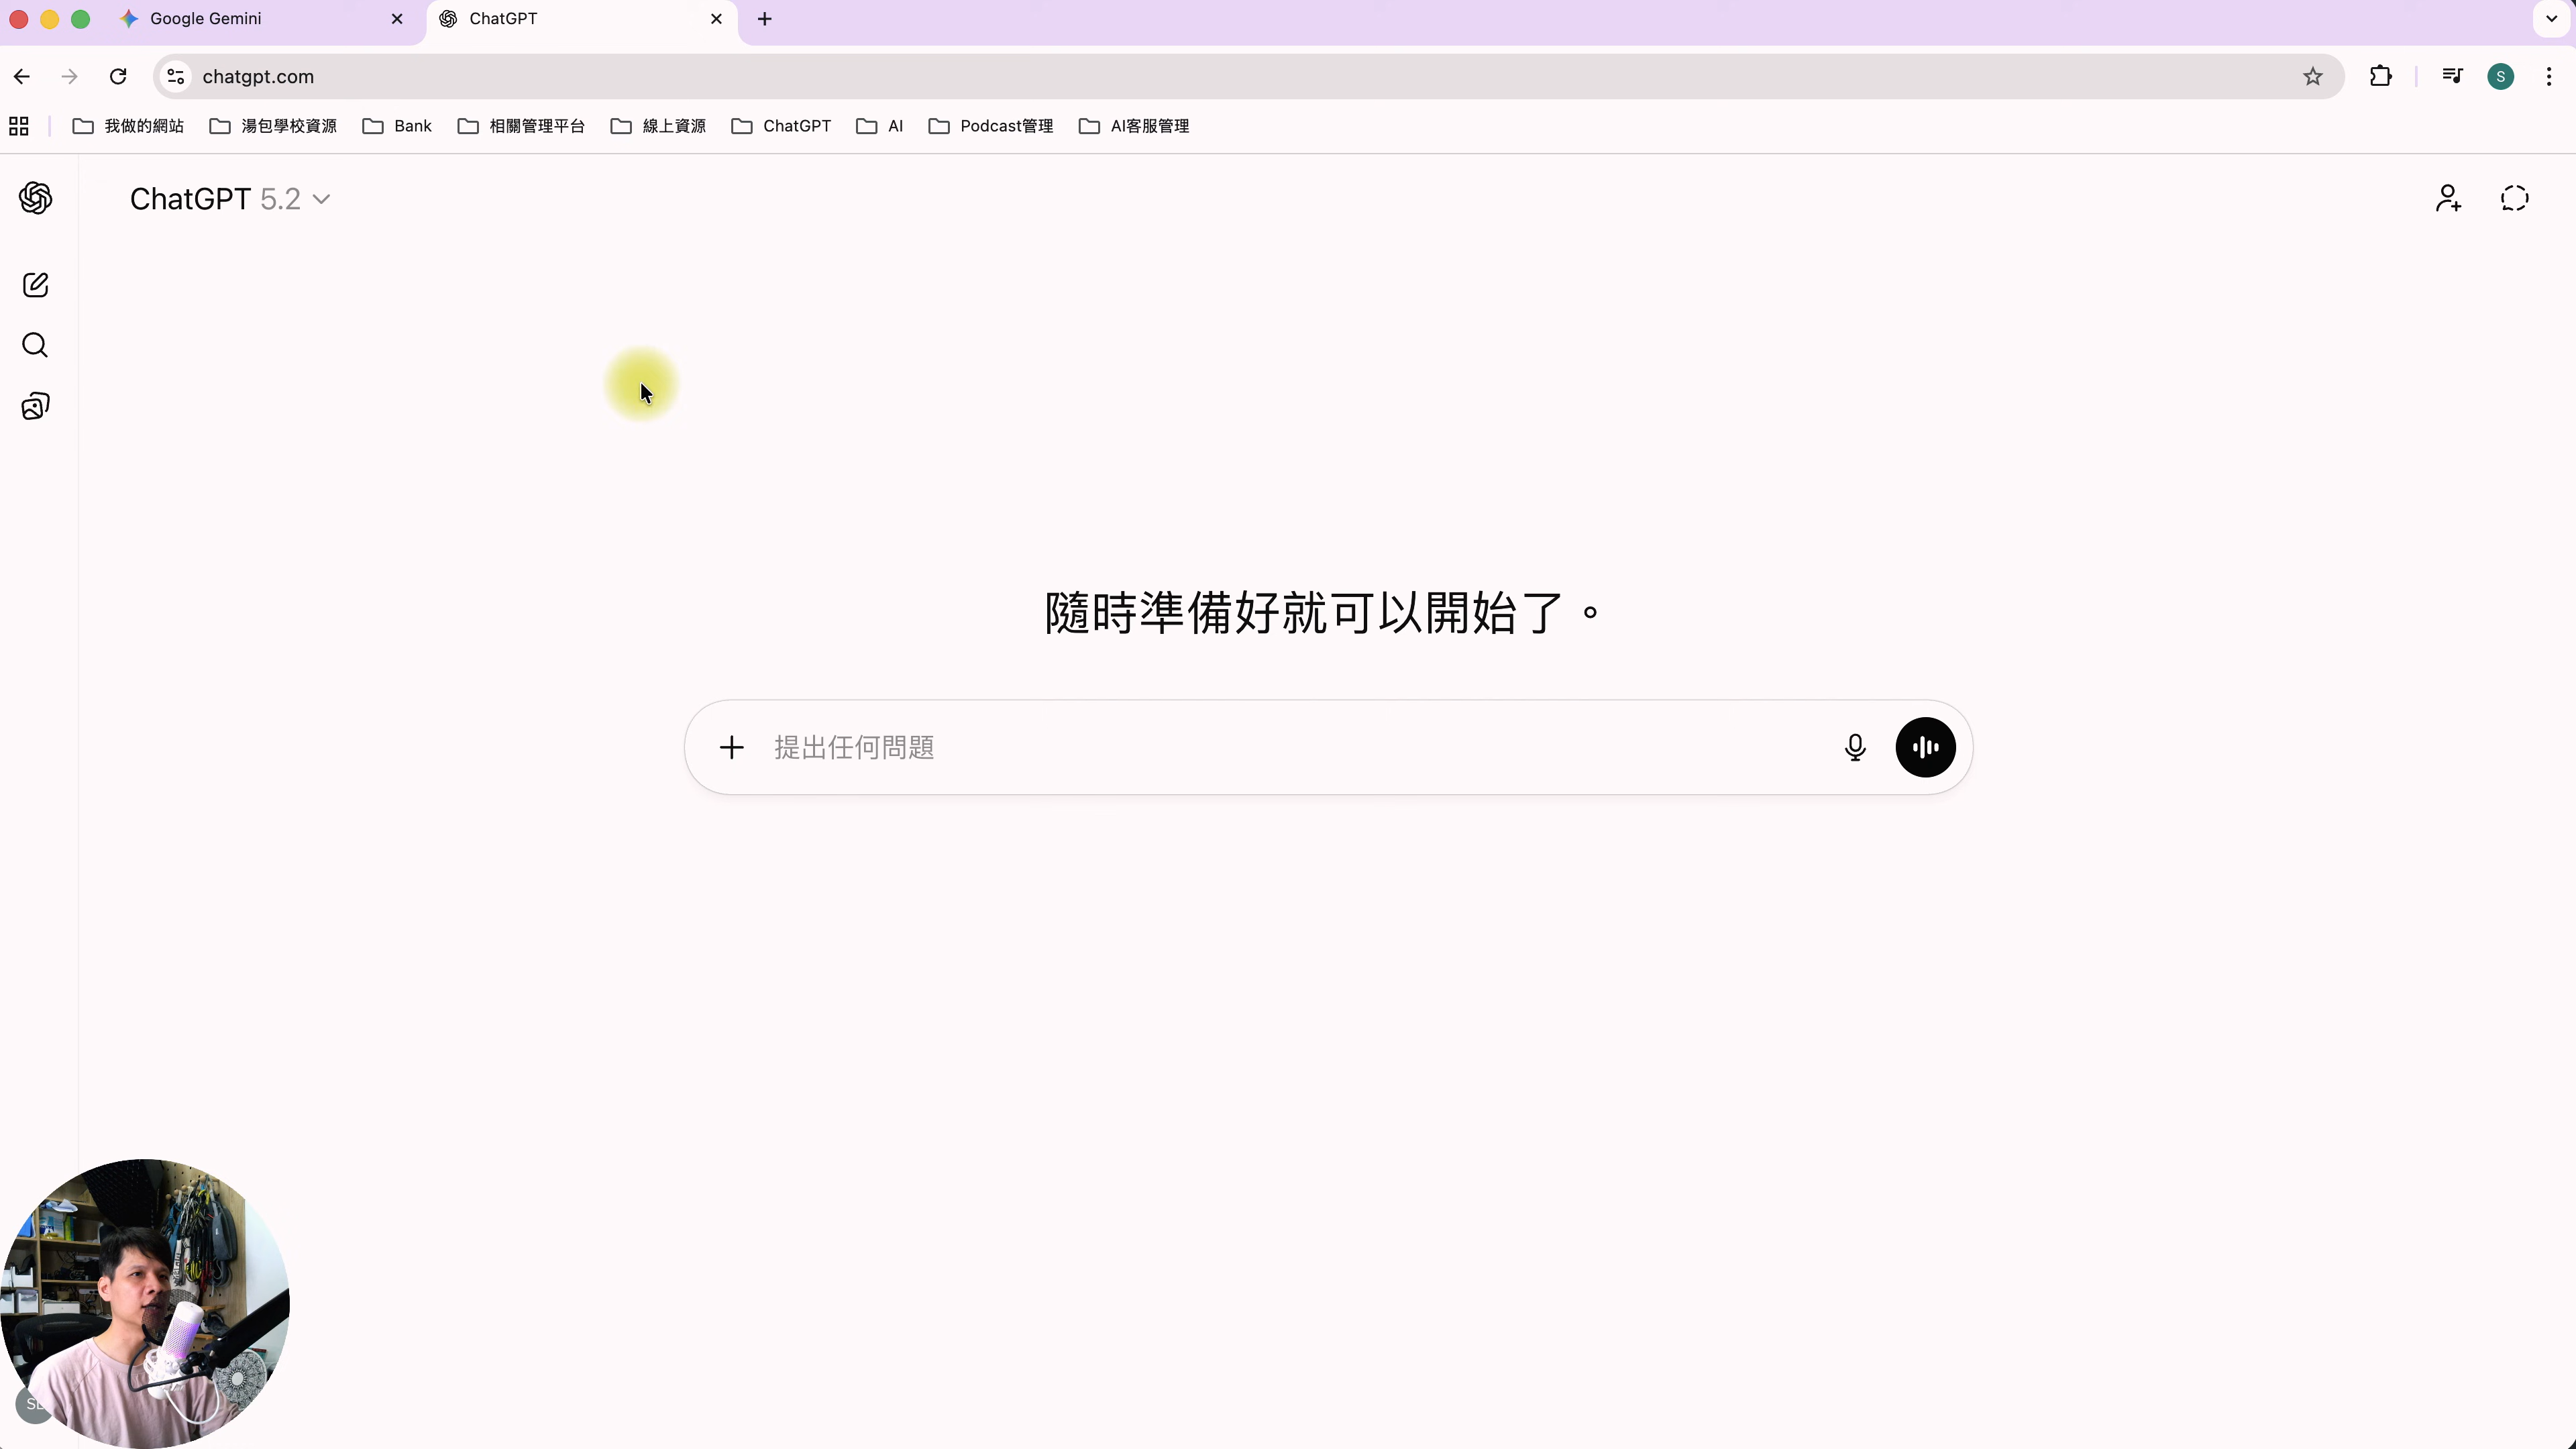 Google Gemini
ChatGPT
chatgpt.com
S
我做的網站
湯包學校資源
Bank
相關管理平台
線上資源
ChatGPT
AI
Podcast管理
AI客服管理
ChatGPT 5.2
隨時準備好就可以開始了。
提出任何問題